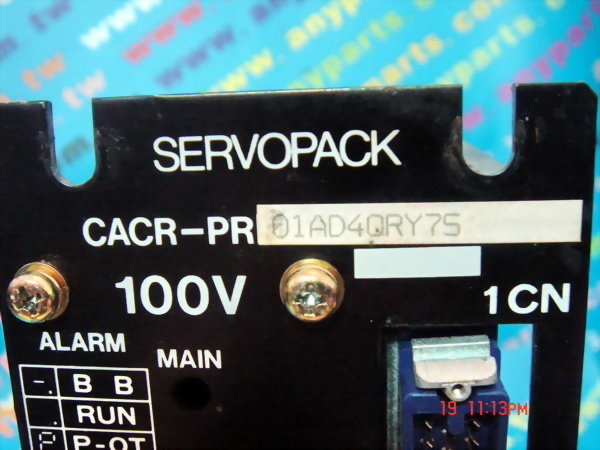 SERVOPACK
CACR-PR 01AD4QRY7S
100V
1CN
ALARM
MAIN
-. B B
. RUN
P P-OT
19 11:13PM